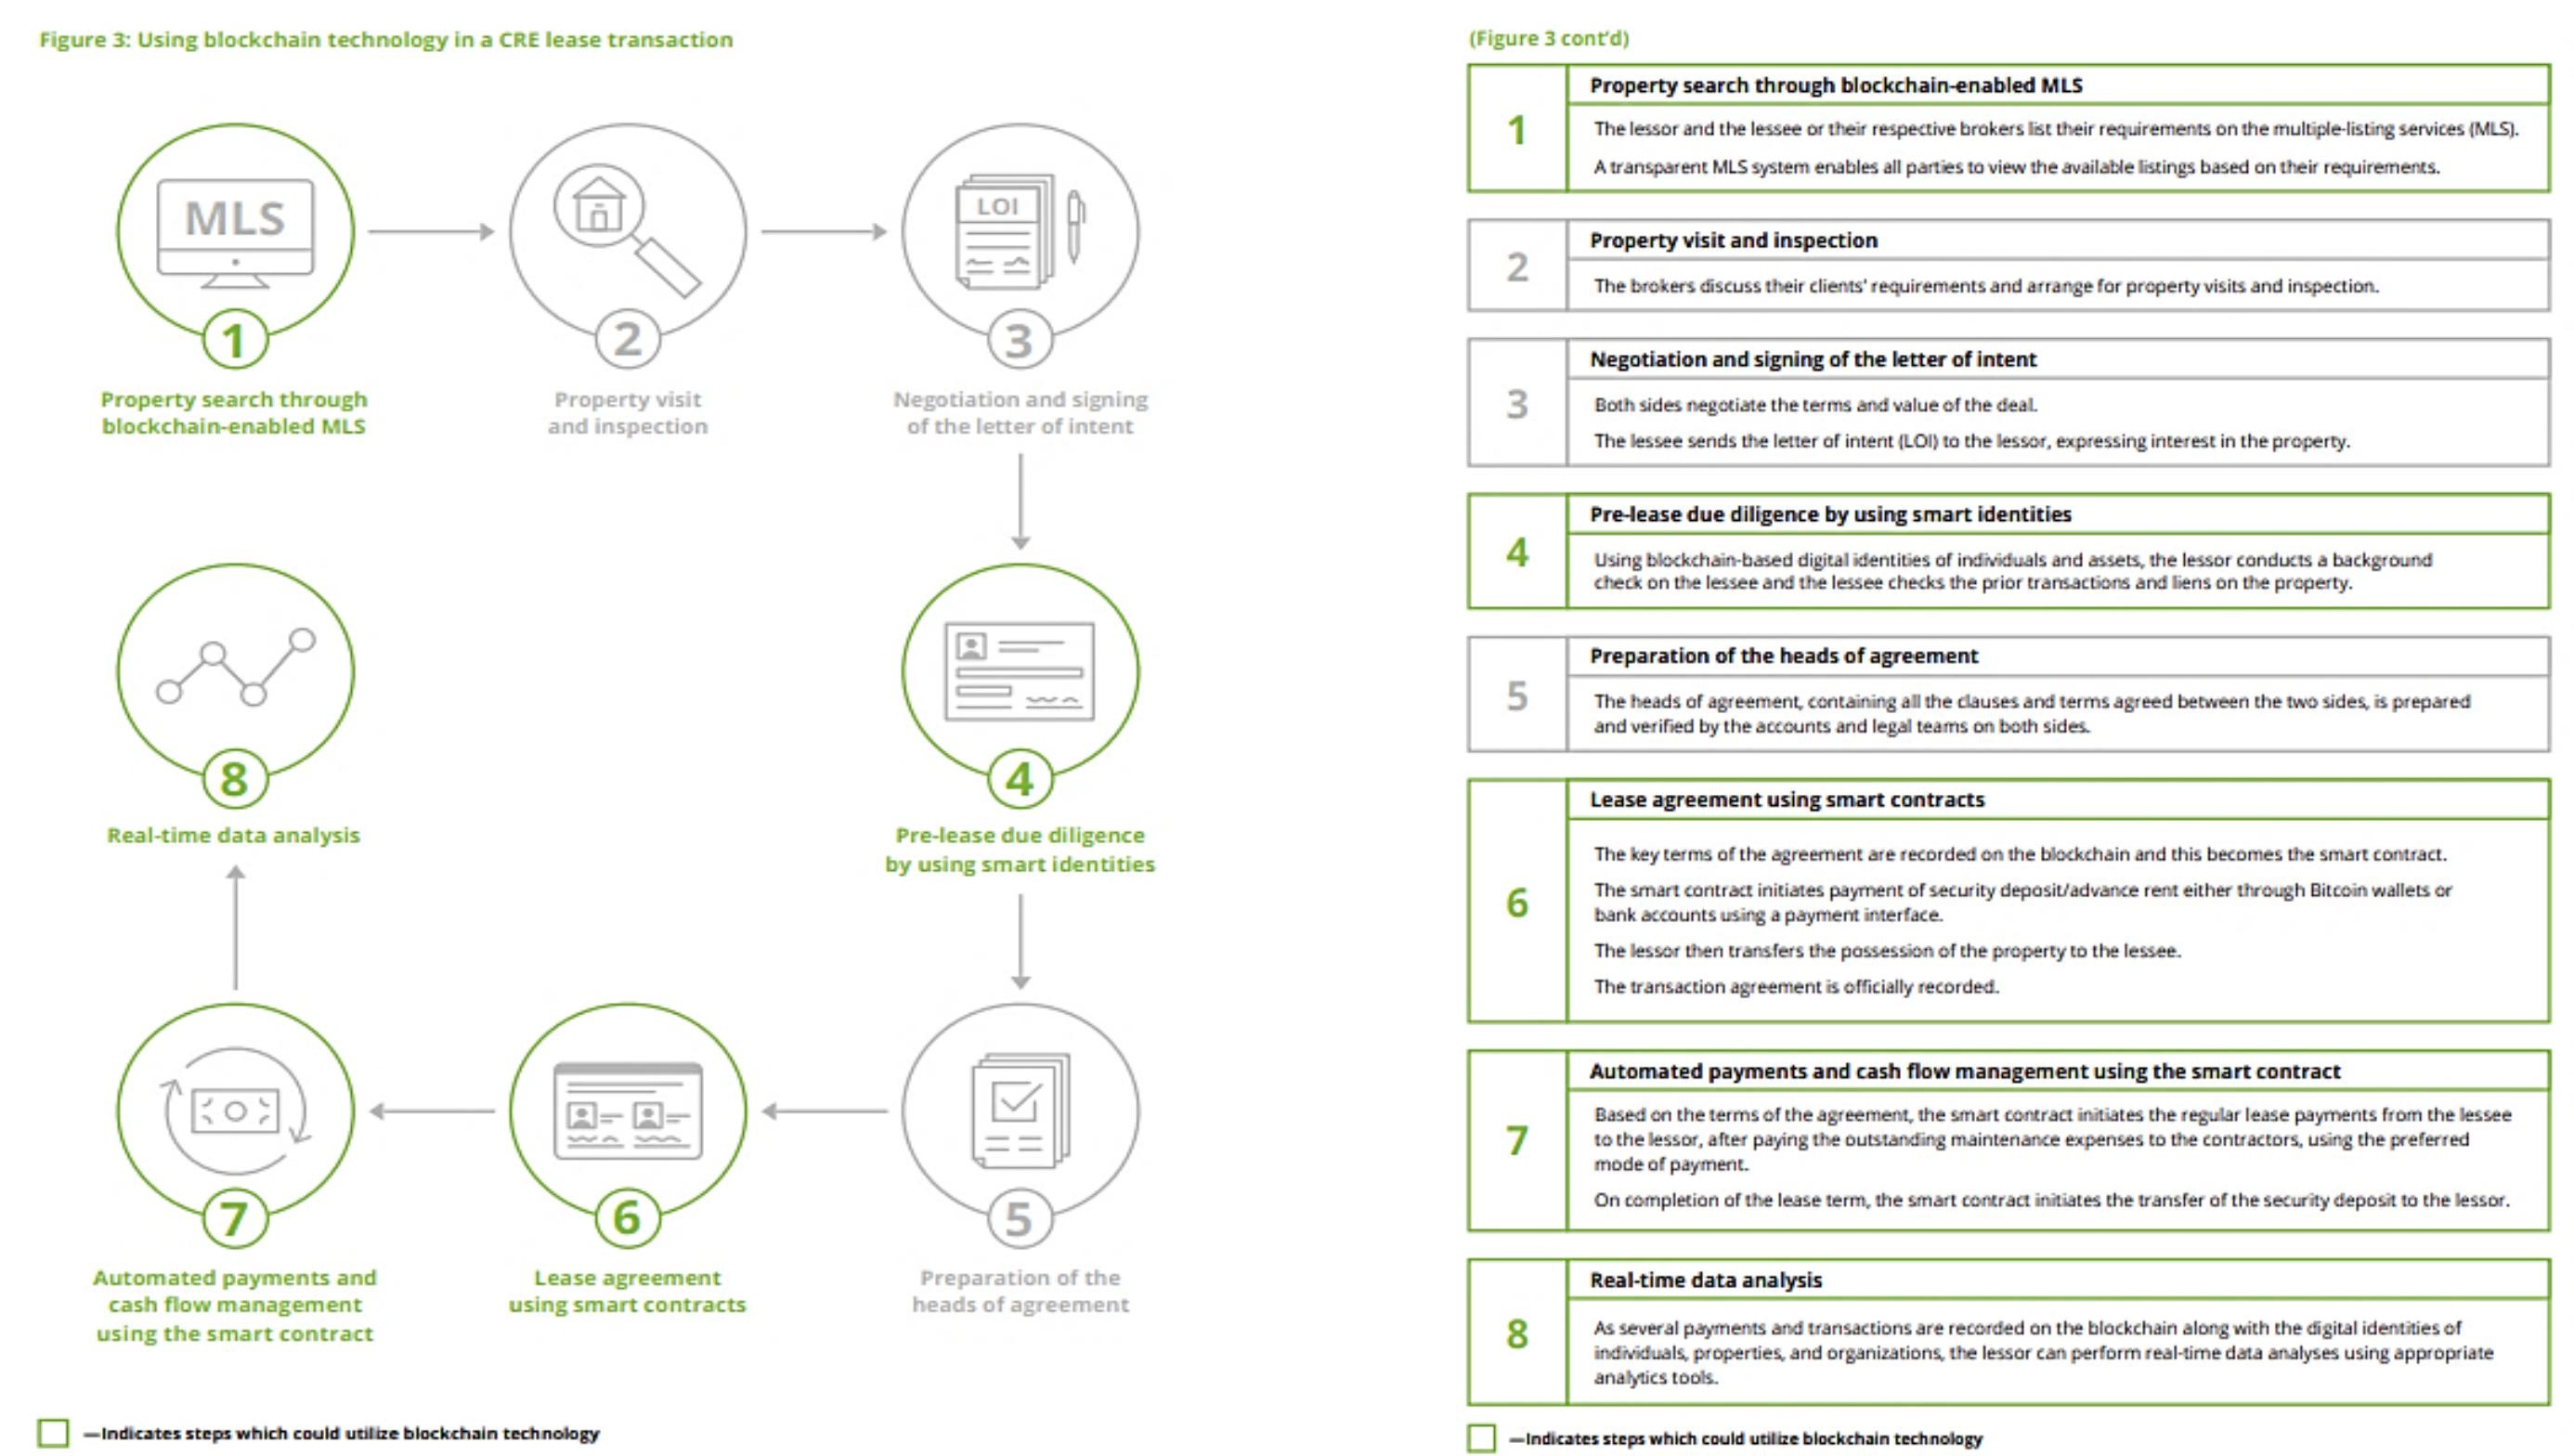 Figure 3: Using blockchain technology in a CRE lease transaction
MLS
1
Property search through
blockchain-enabled MLS
2
Property visit
and inspection
LOI
3
Negotiation and signing
of the letter of intent
4
Pre-lease due diligence
by using smart identities
5
Preparation of the
heads of agreement
6
Lease agreement
using smart contracts
7
Automated payments and
cash flow management
using the smart contract
8
Real-time data analysis
—Indicates steps which could utilize blockchain technology
(Figure 3 cont'd)
1
Property search through blockchain-enabled MLS
The lessor and the lessee or their respective brokers list their requirements on the multiple-listing services (MLS).
A transparent MLS system enables all parties to view the available listings based on their requirements.
2
Property visit and inspection
The brokers discuss their clients' requirements and arrange for property visits and inspection.
3
Negotiation and signing of the letter of intent
Both sides negotiate the terms and value of the deal.
The lessee sends the letter of intent (LOI) to the lessor, expressing interest in the property.
4
Pre-lease due diligence by using smart identities
Using blockchain-based digital identities of individuals and assets, the lessor conducts a background
check on the lessee and the lessee checks the prior transactions and liens on the property.
5
Preparation of the heads of agreement
The heads of agreement, containing all the clauses and terms agreed between the two sides, is prepared
and verified by the accounts and legal teams on both sides.
6
Lease agreement using smart contracts
The key terms of the agreement are recorded on the blockchain and this becomes the smart contract.
The smart contract initiates payment of security deposit/advance rent either through Bitcoin wallets or
bank accounts using a payment interface.
The lessor then transfers the possession of the property to the lessee.
The transaction agreement is officially recorded.
7
Automated payments and cash flow management using the smart contract
Based on the terms of the agreement, the smart contract initiates the regular lease payments from the lessee
to the lessor, after paying the outstanding maintenance expenses to the contractors, using the preferred
mode of payment.
On completion of the lease term, the smart contract initiates the transfer of the security deposit to the lessor.
8
Real-time data analysis
As several payments and transactions are recorded on the blockchain along with the digital identities of
individuals, properties, and organizations, the lessor can perform real-time data analyses using appropriate
analytics tools.
—Indicates steps which could utilize blockchain technology